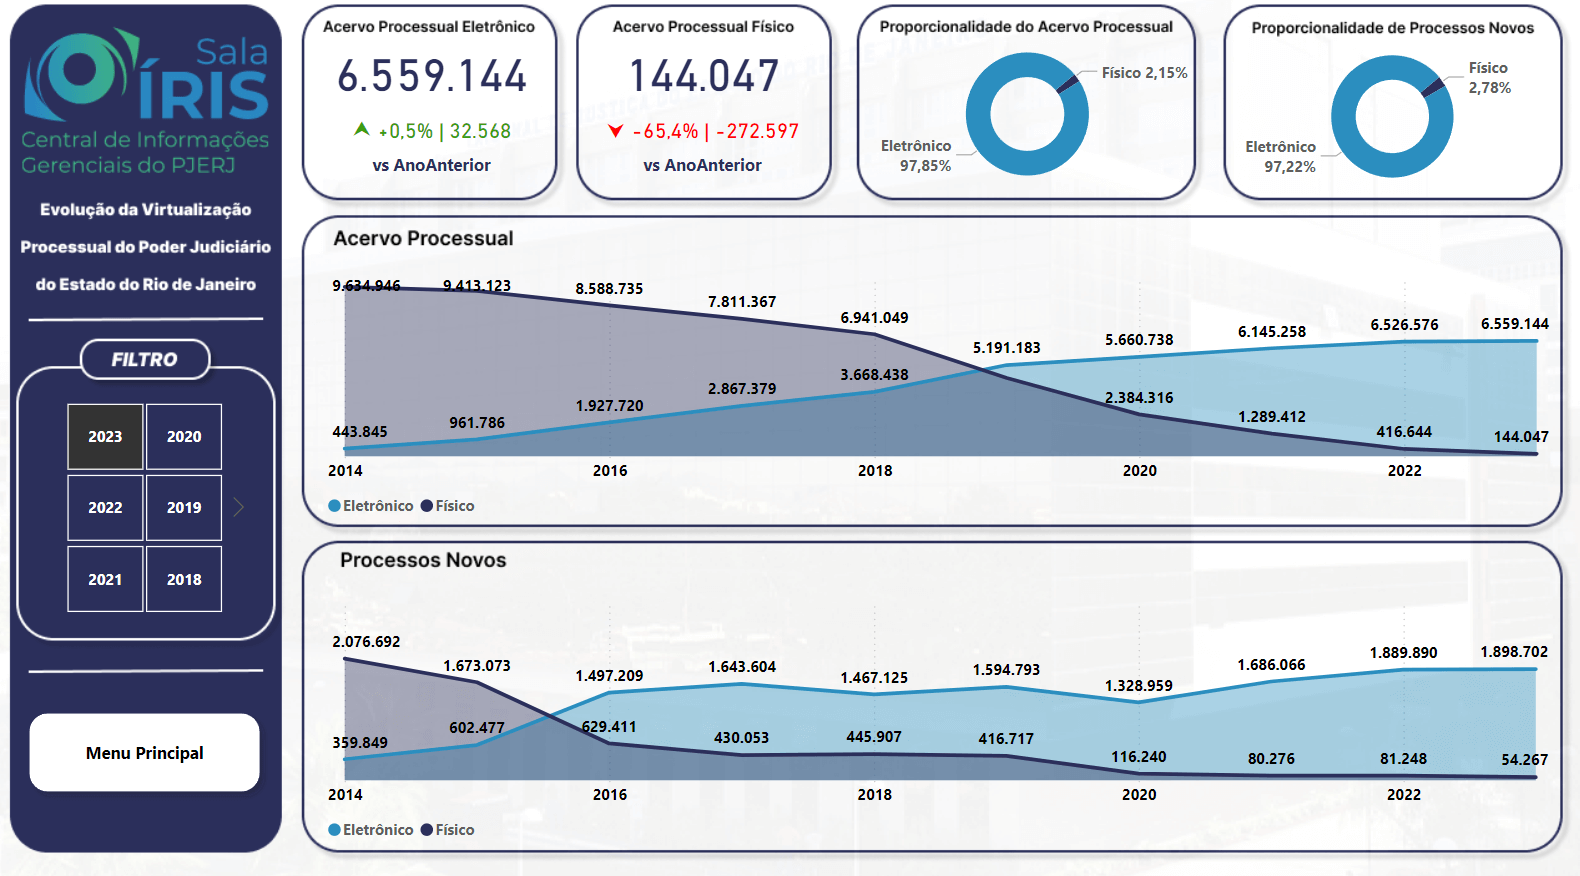 Sala
ÍRIS
Central de Informações
Gerenciais do PJERJ
Evolução da Virtualização
Processual do Poder Judiciário
do Estado do Rio de Janeiro
FILTRO
2023
2020
2022
2019
2021
2018
Menu Principal
Acervo Processual Eletrônico
6.559.144
+0,5% | 32.568
vs AnoAnterior
Acervo Processual Físico
144.047
-65,4% | -272.597
vs AnoAnterior
Proporcionalidade do Acervo Processual
Físico 2,15%
Eletrônico
97,85%
Proporcionalidade de Processos Novos
Físico
2,78%
Eletrônico
97,22%
Acervo Processual
9.634.946
9.413.123
8.588.735
7.811.367
6.941.049
5.191.183
5.660.738
6.145.258
6.526.576
6.559.144
443.845
961.786
1.927.720
2.867.379
3.668.438
2.384.316
1.289.412
416.644
144.047
2014
2016
2018
2020
2022
Eletrônico
Físico
Processos Novos
2.076.692
1.673.073
1.497.209
1.643.604
1.467.125
1.594.793
1.328.959
1.686.066
1.889.890
1.898.702
359.849
602.477
629.411
430.053
445.907
416.717
116.240
80.276
81.248
54.267
2014
2016
2018
2020
2022
Eletrônico
Físico